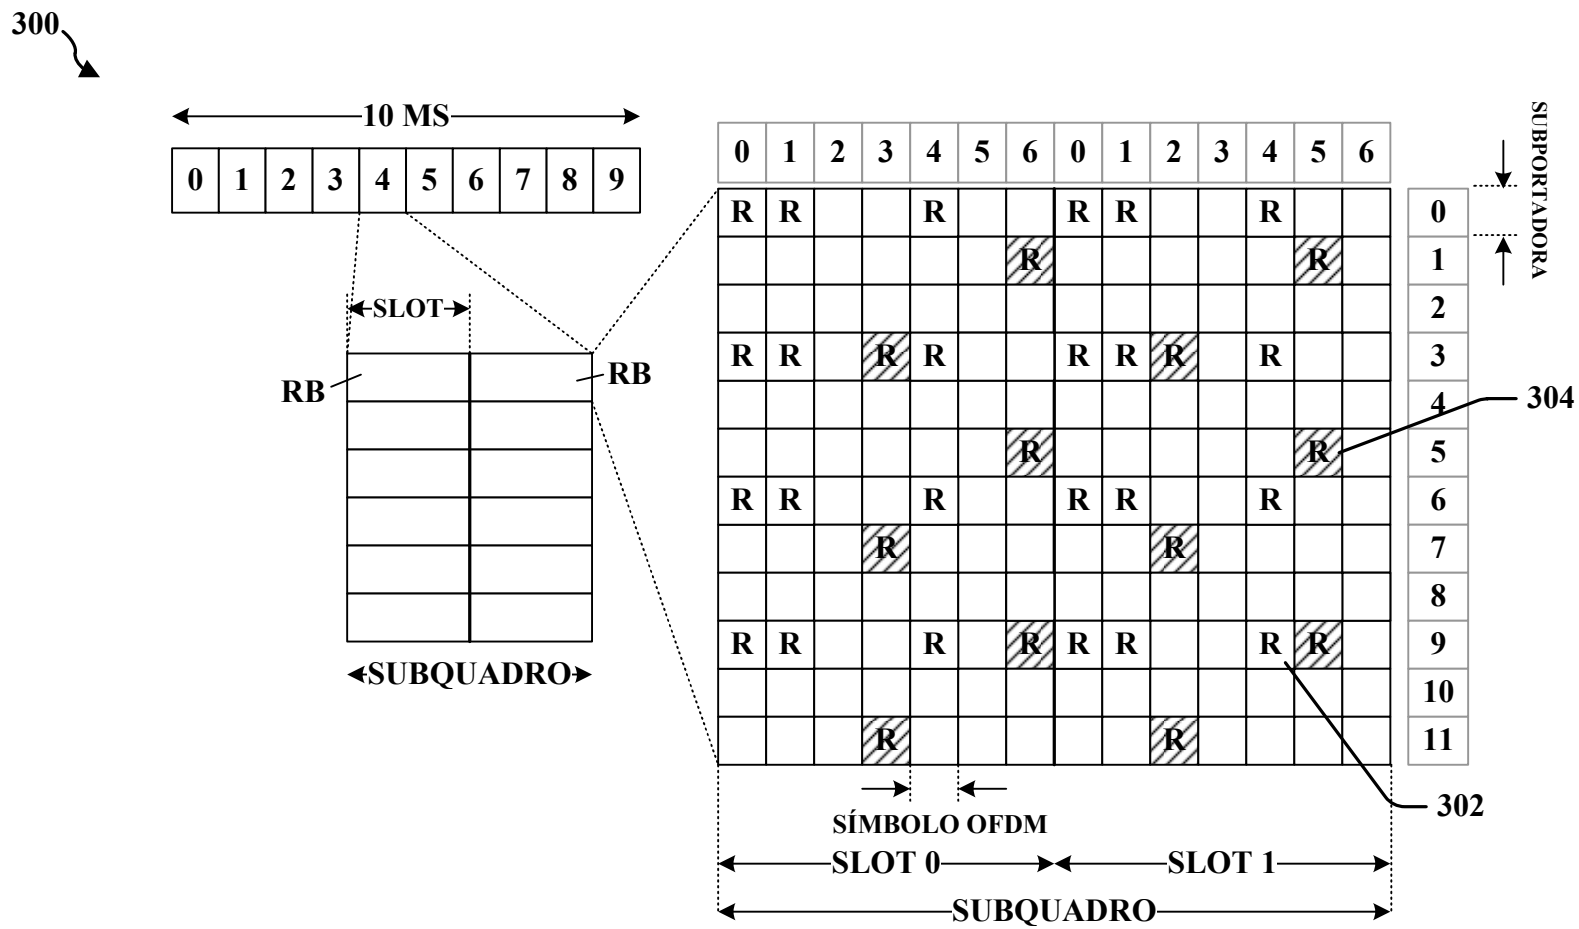 300
10 MS
0 1 2 3 4 5 6 7 8 9
SLOT
RB RB
SUBQUADRO
0 1 2 3 4 5 6 0 1 2 3 4 5 6
SUBPORTADORA
R R R R R R 0
R R 1
2
R R R R R R R R 3
4
304
R R 5
R R R R R R 6
R R 7
8
R R R R R R R R 9
10
R R 11
302
SÍMBOLO OFDM
SLOT 0 SLOT 1
SUBQUADRO